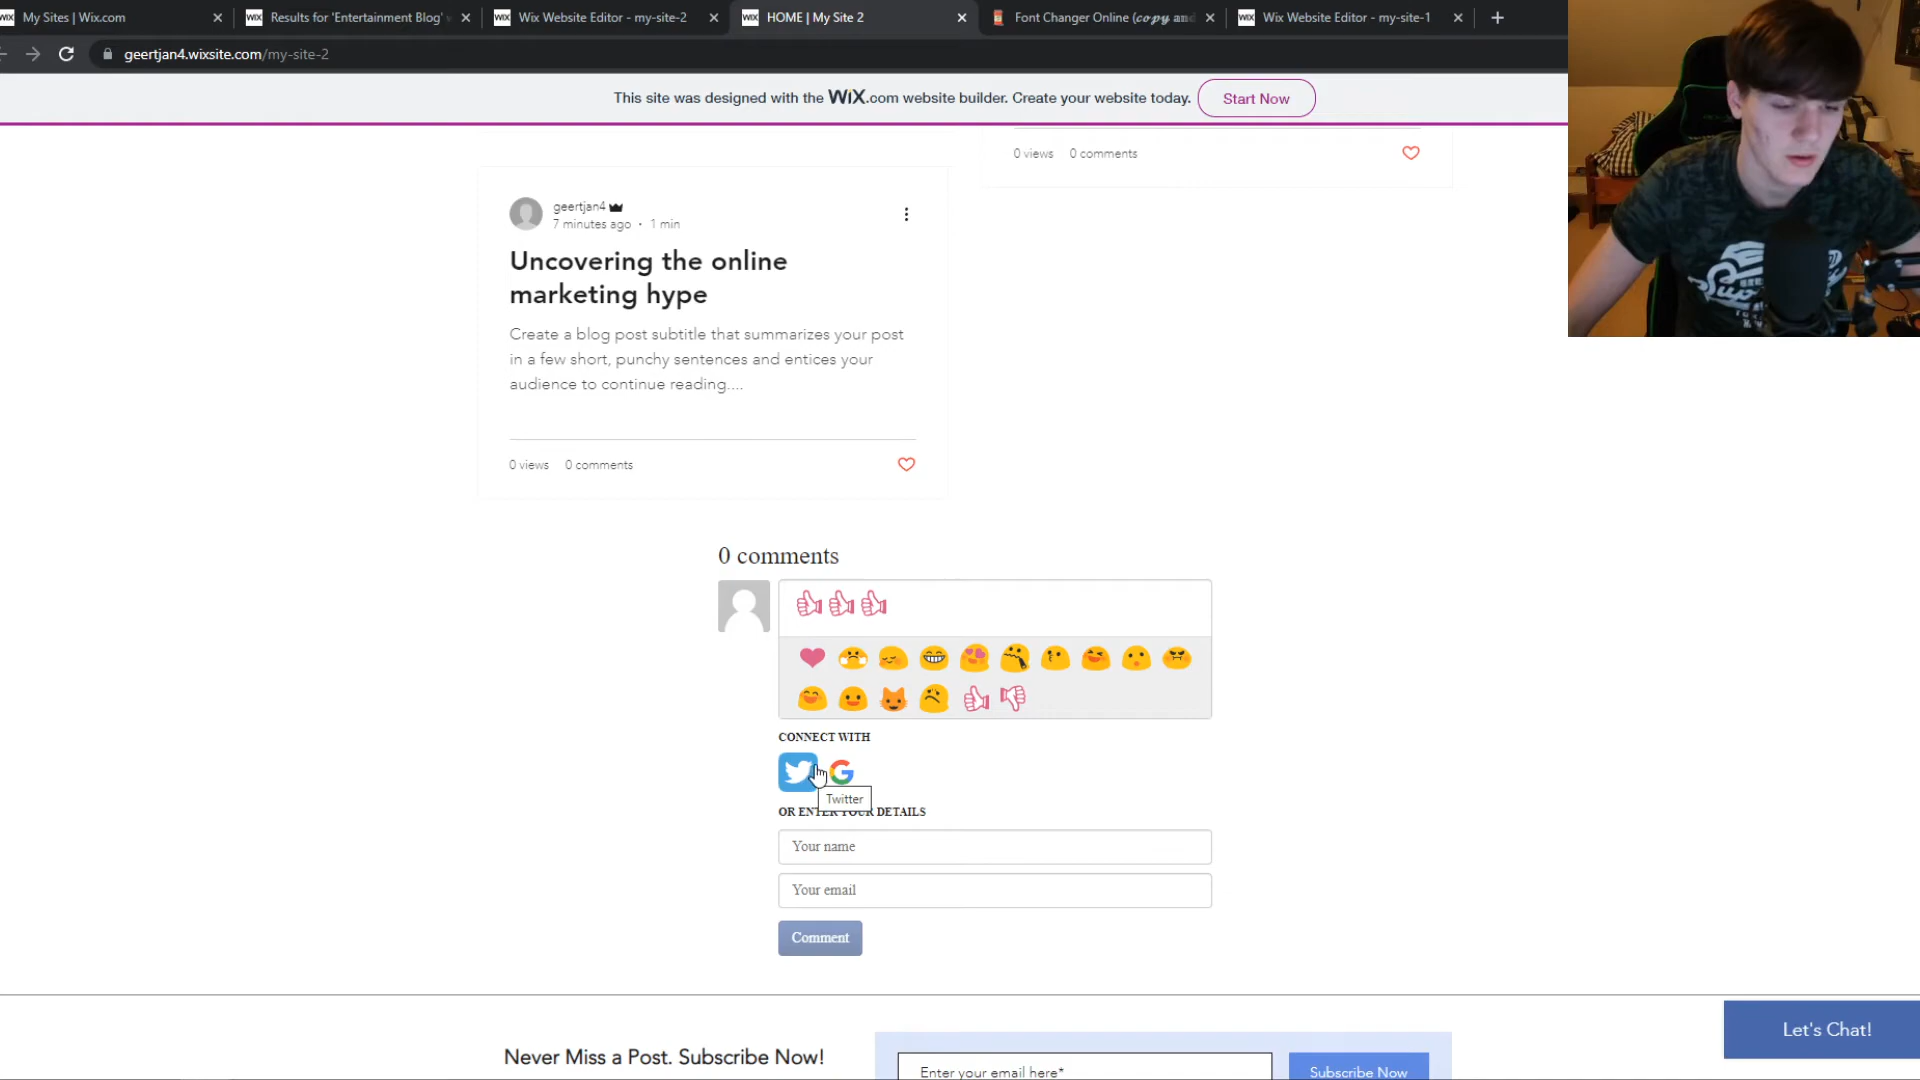 My Sites | Wix.com
Results for 'Entertainment Blog'
Wix Website Editor - my-site-2
HOME | My Site 2
Font Changer Online (𝓬𝓸𝓹𝔂 𝓪𝓷𝓭
Wix Website Editor - my-site-1
geertjan4.wixsite.com/my-site-2
This site was designed with the WiX.com website builder. Create your website today.
Start Now
0 views 0 comments
geertjan4
7 minutes ago · 1 min
Uncovering the online
marketing hype
Create a blog post subtitle that summarizes your post
in a few short, punchy sentences and entices your
audience to continue reading....
0 views 0 comments
0 comments
CONNECT WITH
Twitter
OR ENTER YOUR DETAILS
Your name
Your email
Comment
Let's Chat!
Never Miss a Post. Subscribe Now!
Enter your email here*
Subscribe Now